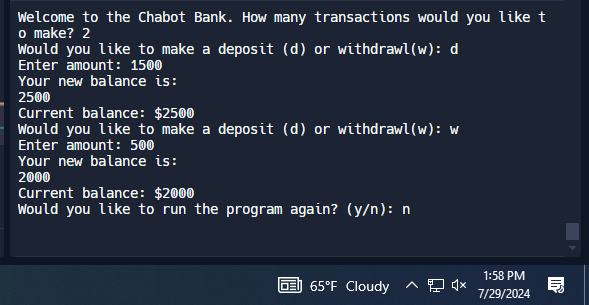 Welcome to the Chabot Bank. How many transactions would you like t
o make? 2
Would you like to make a deposit (d) or withdrawl(w): d
Enter amount: 1500
Your new balance is:
2500
Current balance: $2500
Would you like to make a deposit (d) or withdrawl(w): w
Enter amount: 500
Your new balance is:
2000
Current balance: $2000
Would you like to run the program again? (y/n): n
65°F Cloudy
1:58 PM
7/29/2024